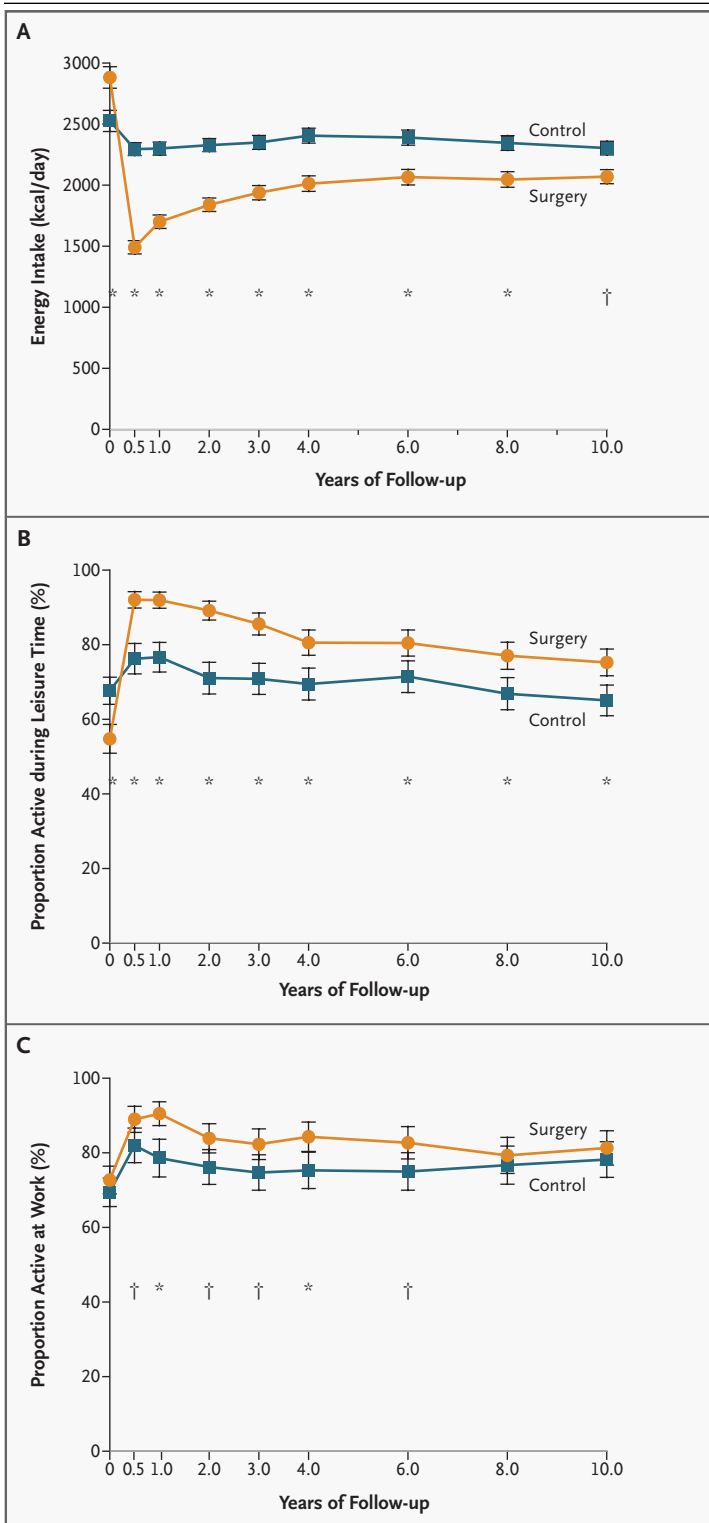 A
3000
2500
2000
1500
1000
500
0
Energy Intake (kcal/day)
Control
Surgery
* * * * * * * * †
0 0.5 1.0 2.0 3.0 4.0 6.0 8.0 10.0
Years of Follow-up
B
100
80
60
40
20
0
Proportion Active during Leisure Time (%)
Surgery
Control
* * * * * * * * *
0 0.5 1.0 2.0 3.0 4.0 6.0 8.0 10.0
Years of Follow-up
C
100
80
60
40
20
0
Proportion Active at Work (%)
Surgery
Control
† * † † * †
0 0.5 1.0 2.0 3.0 4.0 6.0 8.0 10.0
Years of Follow-up